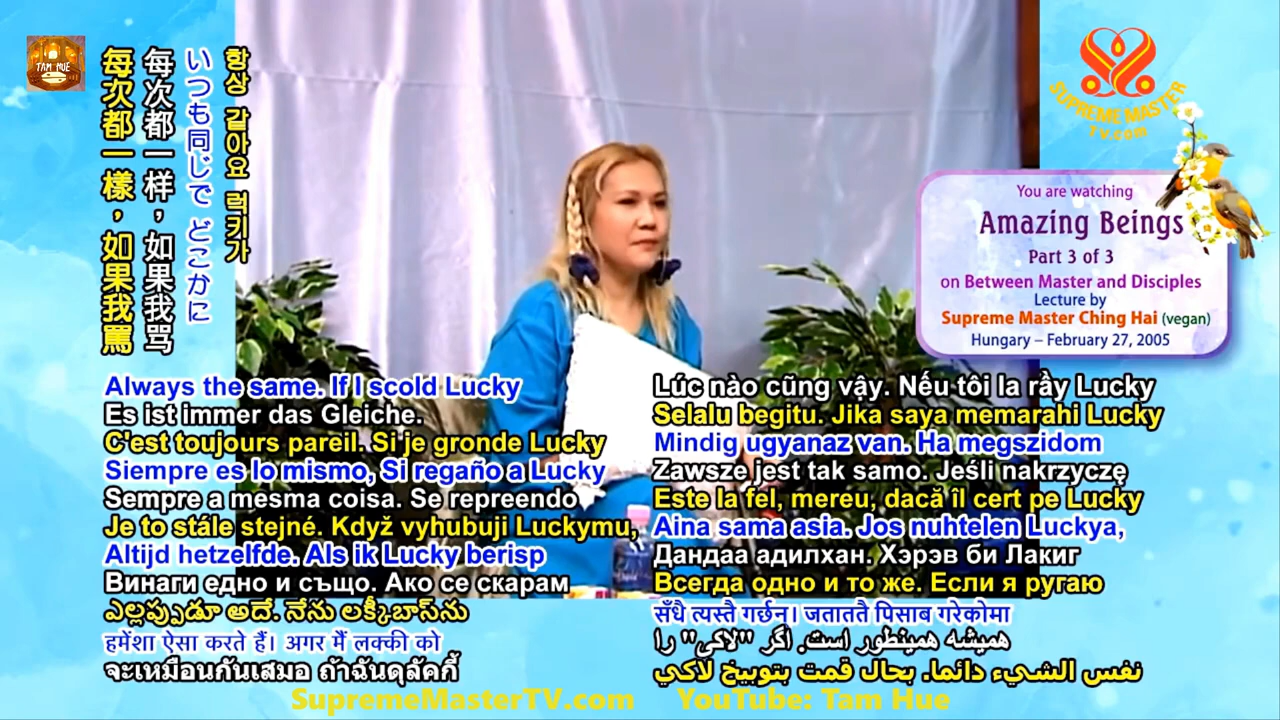 TAM HUE
每次都一樣，如果我罵
每次都一样，如果我骂
いつも同じで どこかに
항상 같아요 럭키가
SUPREME MASTER
TV.com
You are watching
Amazing Beings
Part 3 of 3
on Between Master and Disciples
Lecture by
Supreme Master Ching Hai (vegan)
Hungary – February 27, 2005
Always the same. If I scold Lucky
Es ist immer das Gleiche.
C'est toujours pareil. Si je gronde Lucky
Siempre es lo mismo, Si regaño a Lucky
Sempre a mesma coisa. Se repreendo
Je to stále stejné. Když vyhubuji Luckymu,
Altijd hetzelfde. Als ik Lucky berisp
Винаги едно и също. Ако се скарам
ఎల్లప్పుడూ అదే. నేను లక్కీబాస్‌ను
हमेंशा ऐसा करते हैं। अगर मैं लक्की को
จะเหมือนกันเสมอ ถ้าฉันดุลัคกี้
Lúc nào cũng vậy. Nếu tôi la rầy Lucky
Selalu begitu. Jika saya memarahi Lucky
Mindig ugyanaz van. Ha megszidom
Zawsze jest tak samo. Jeśli nakrzyczę
Este la fel, mereu, dacă îl cert pe Lucky
Aina sama asia. Jos nuhtelen Luckya,
Дандаа адилхан. Хэрэв би Лакиг
Всегда одно и то же. Если я ругаю
सँधै त्यस्तै गर्छन्। जताततै पिसाब गरेकोमा
همیشه همینطور است. اگر "لاکی" را
نفس الشيء دائما. بحال قمت بتوبيخ لاكي
SupremeMasterTV.com YouTube: Tam Hue